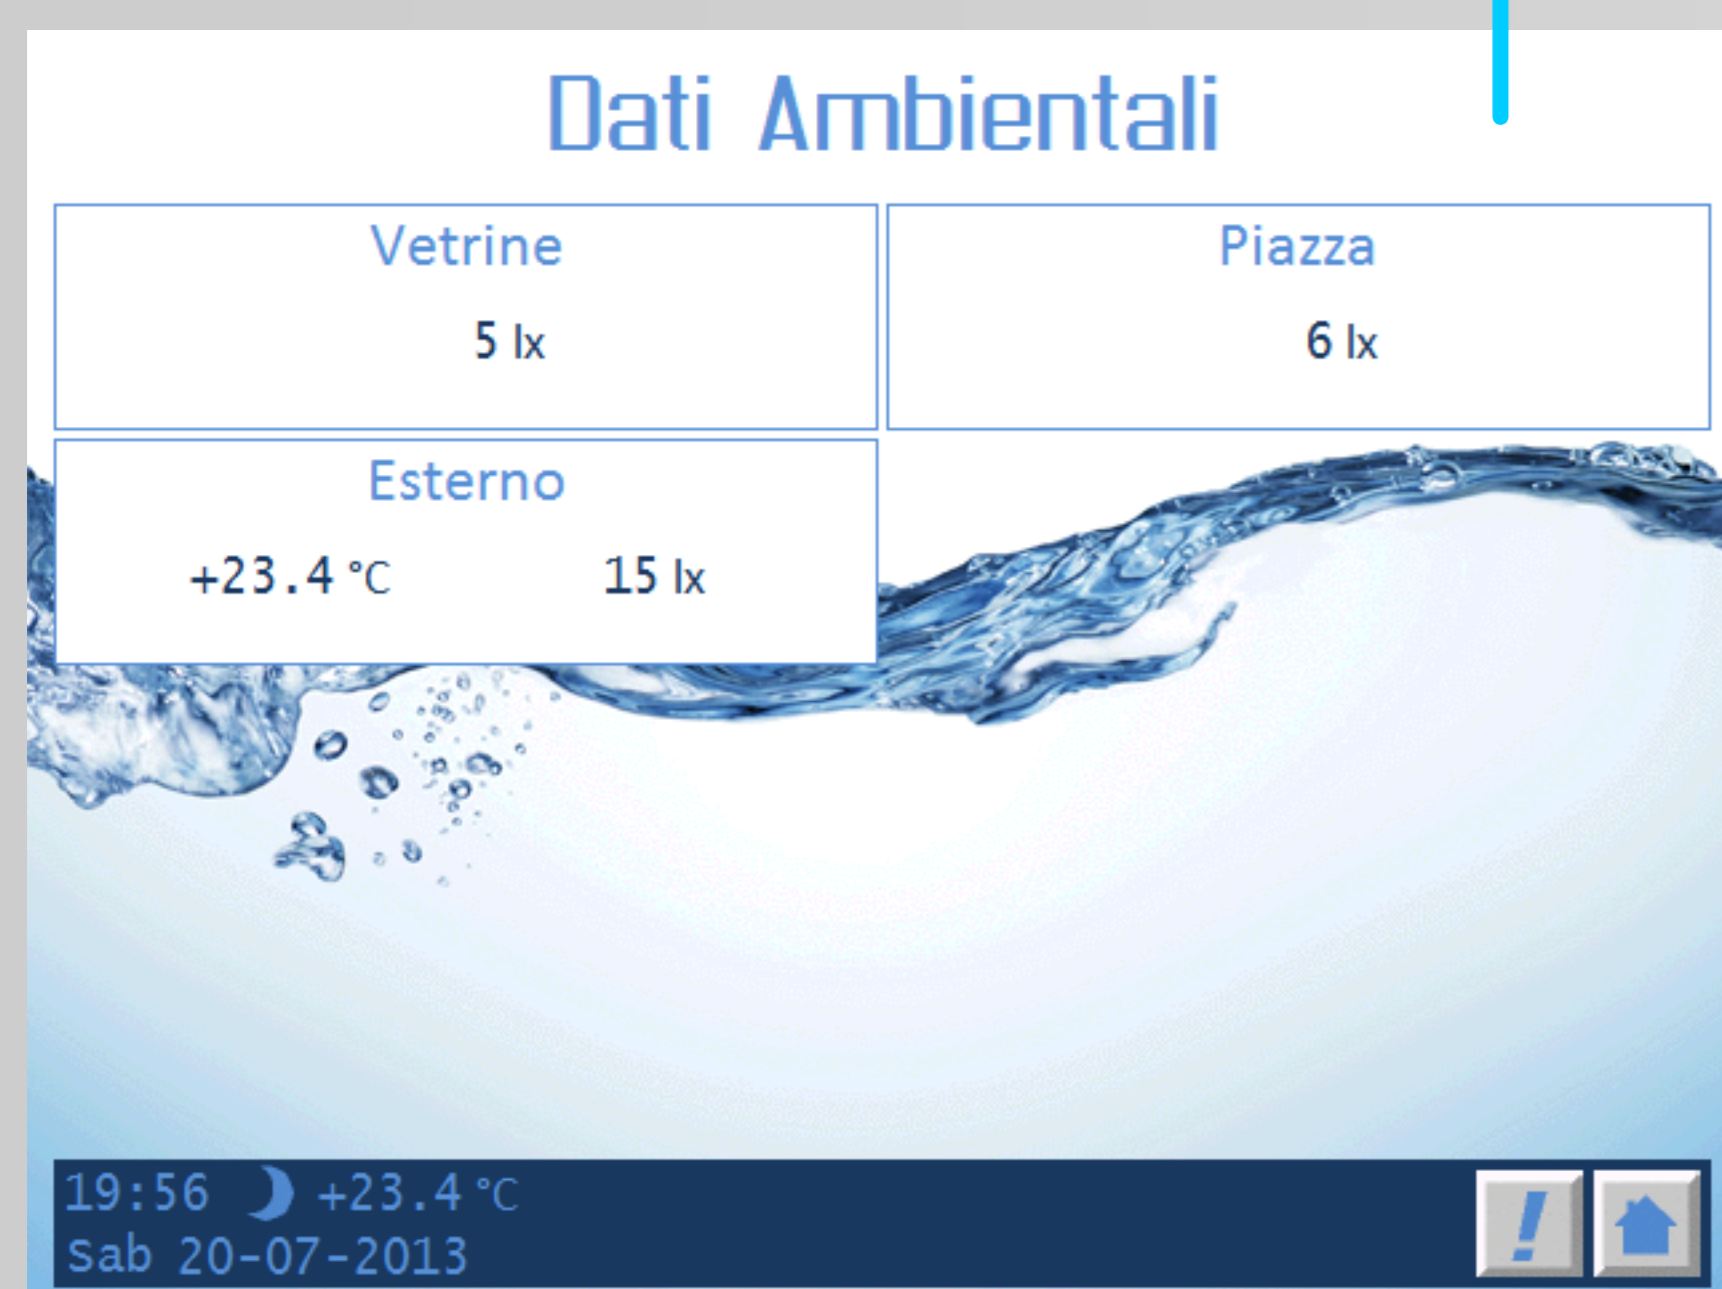 Dati Ambientali
Vetrine
5 lx
Piazza
6 lx
Esterno
+23.4 °C 15 lx
19:56 +23.4 °C
Sab 20-07-2013
!